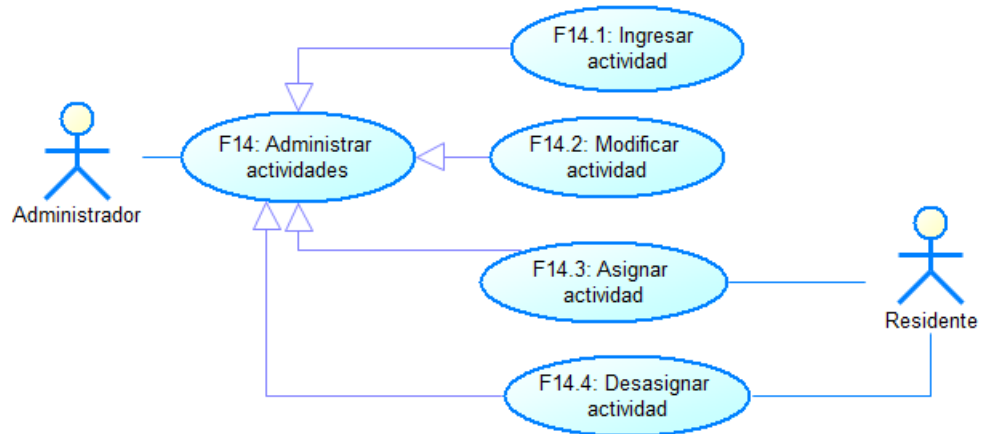 F14.1: Ingresar
actividad
F14: Administrar
actividades
F14.2: Modificar
actividad
Administrador
F14.3: Asignar
actividad
Residente
F14.4: Desasignar
actividad